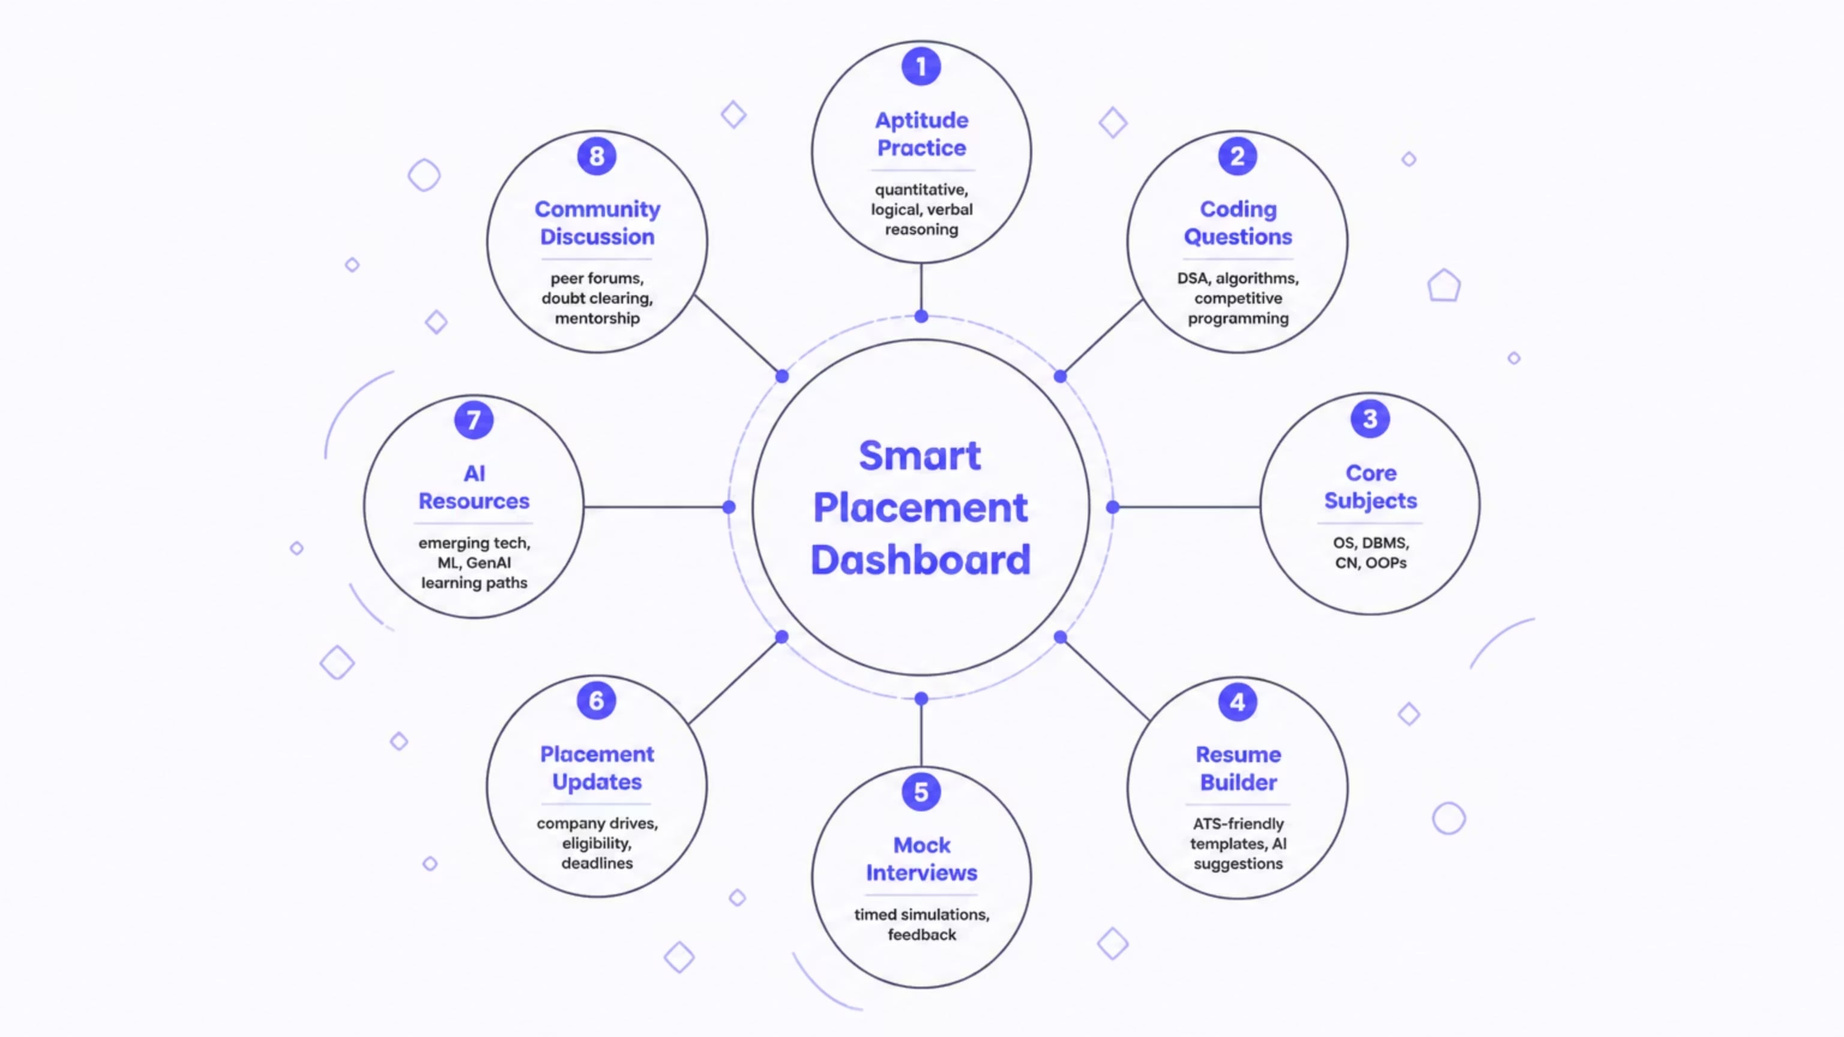 Smart
Placement
Dashboard
1
Aptitude
Practice
quantitative,
logical, verbal
reasoning
2
Coding
Questions
DSA, algorithms,
competitive
programming
3
Core
Subjects
OS, DBMS,
CN, OOPs
4
Resume
Builder
ATS-friendly
templates, AI
suggestions
5
Mock
Interviews
timed simulations,
feedback
6
Placement
Updates
company drives,
eligibility,
deadlines
7
AI
Resources
emerging tech,
ML, GenAI
learning paths
8
Community
Discussion
peer forums,
doubt clearing,
mentorship